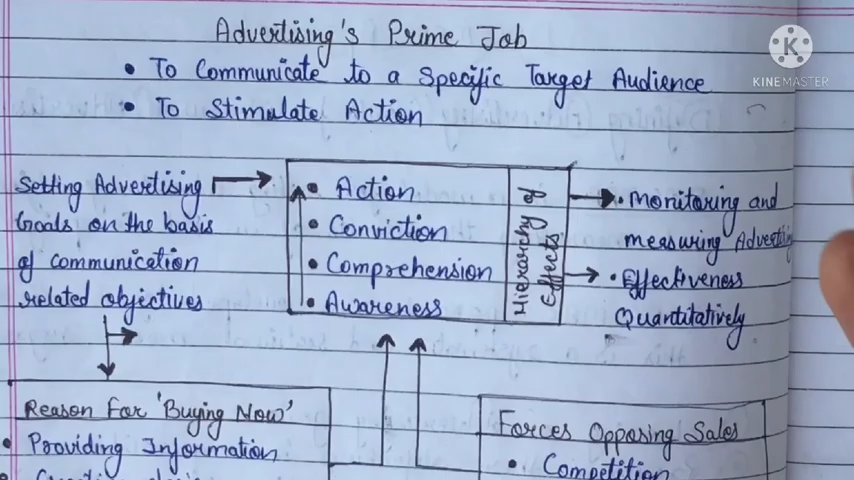 Advertising's Prime Job
• To Communicate to a Specific Target Audience
• To Stimulate Action
KINEMASTER
Setting Advertising
Goals on the basis
of communication
related objectives
• Action
• Conviction
• Comprehension
• Awareness
Hierarchy of
Effects
• Monitoring and
measuring Advertising
• Effectiveness
Quantitatively
Reason For 'Buying Now'
• Providing Information
Forces Opposing Sales
• Competition